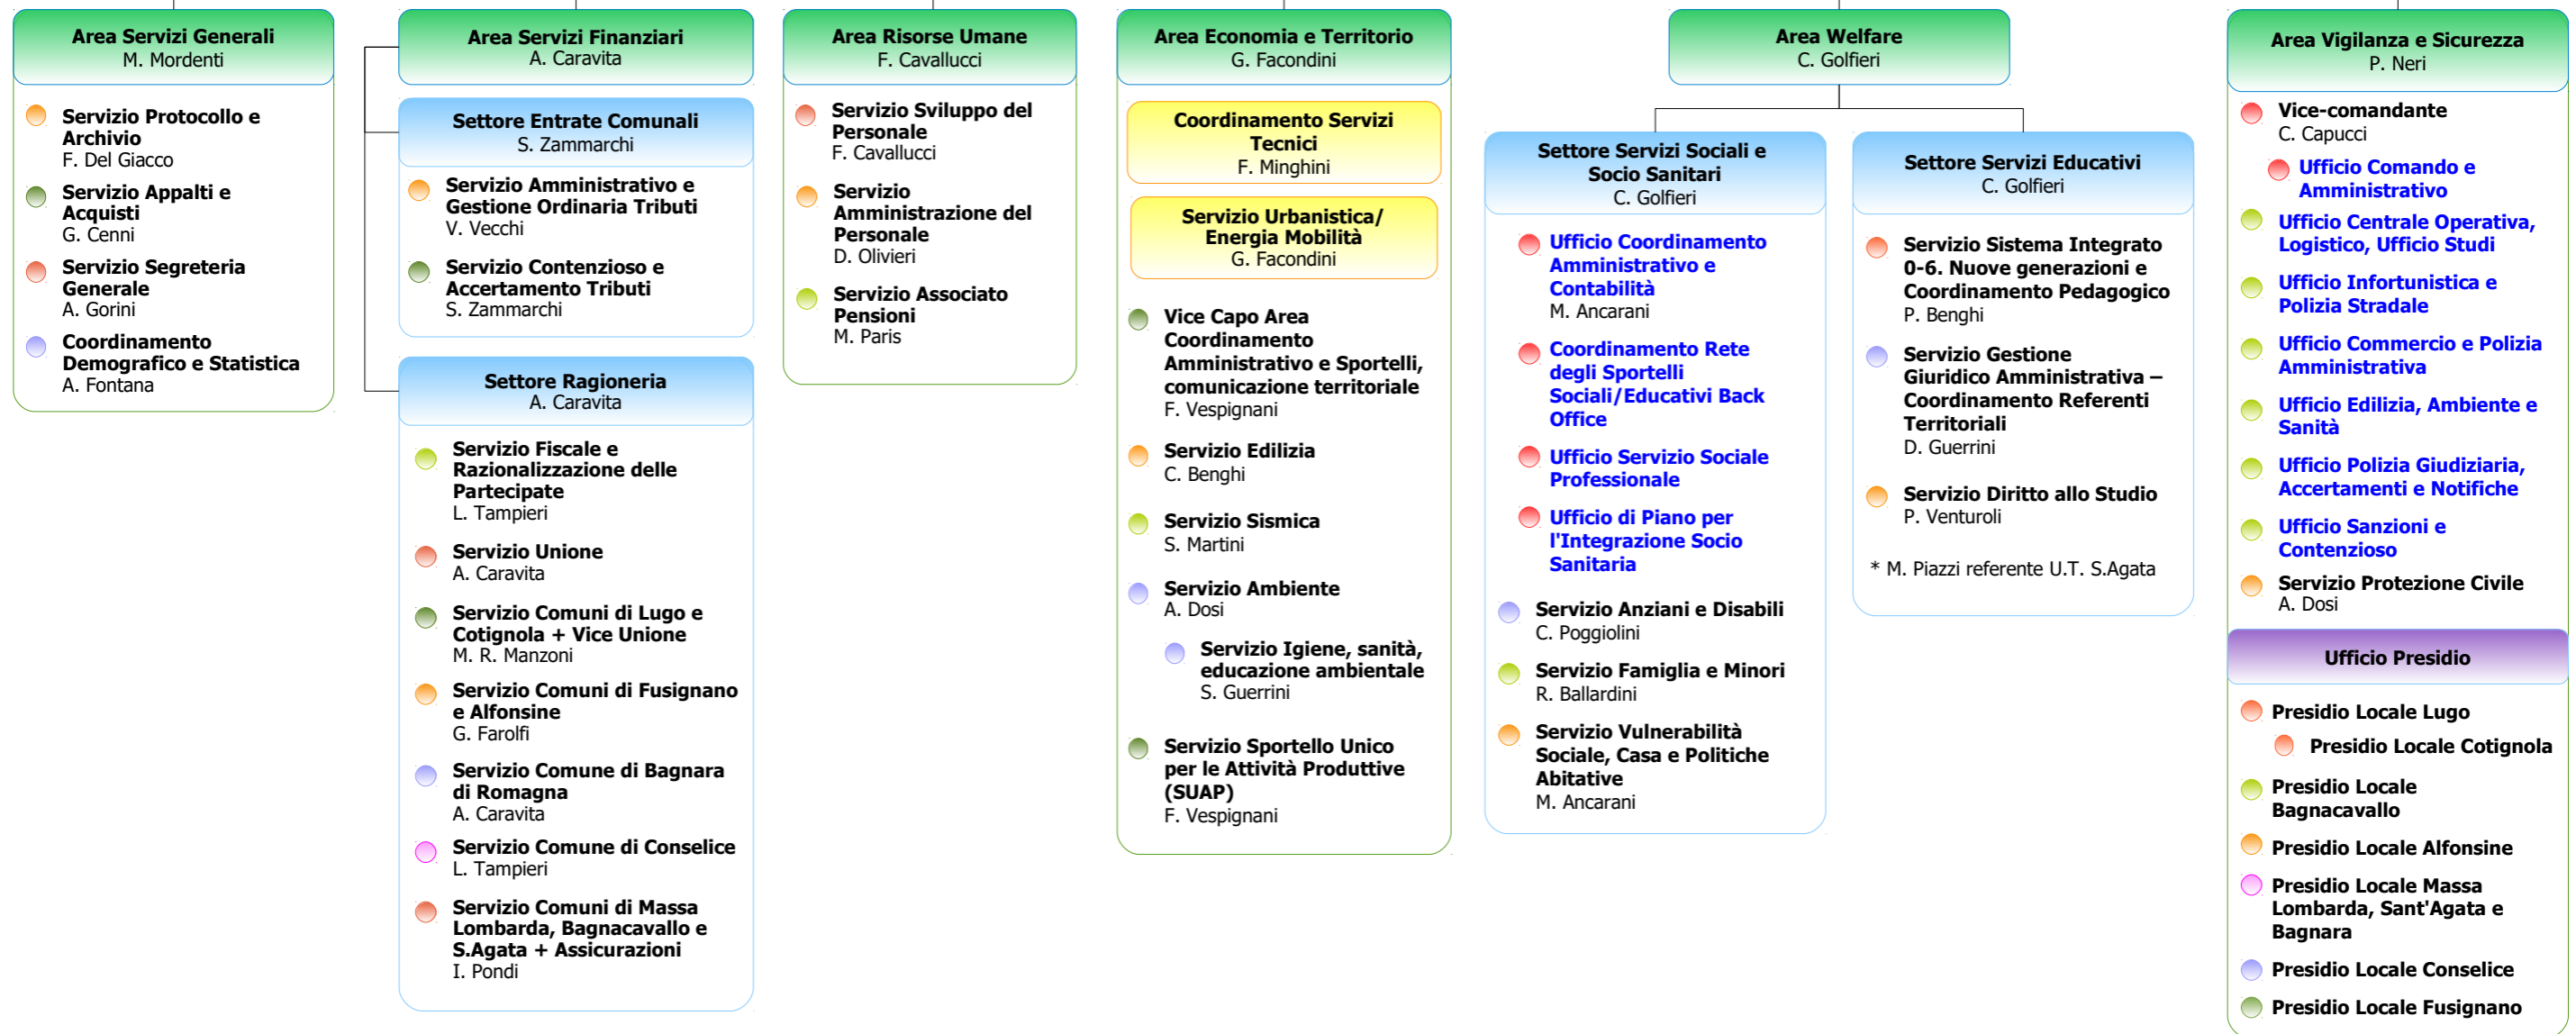 Area Servizi Generali
M. Mordenti
Servizio Protocollo e
Archivio
F. Del Giacco
Servizio Appalti e
Acquisti
G. Cenni
Servizio Segreteria
Generale
A. Gorini
Coordinamento
Demografico e Statistica
A. Fontana
Area Servizi Finanziari
A. Caravita
Settore Entrate Comunali
S. Zammarchi
Servizio Amministrativo e
Gestione Ordinaria Tributi
V. Vecchi
Servizio Contenzioso e
Accertamento Tributi
S. Zammarchi
Settore Ragioneria
A. Caravita
Servizio Fiscale e
Razionalizzazione delle
Partecipate
L. Tampieri
Servizio Unione
A. Caravita
Servizio Comuni di Lugo e
Cotignola + Vice Unione
M. R. Manzoni
Servizio Comuni di Fusignano
e Alfonsine
G. Farolfi
Servizio Comune di Bagnara
di Romagna
A. Caravita
Servizio Comune di Conselice
L. Tampieri
Servizio Comuni di Massa
Lombarda, Bagnacavallo e
S.Agata + Assicurazioni
I. Pondi
Area Risorse Umane
F. Cavallucci
Servizio Sviluppo del
Personale
F. Cavallucci
Servizio
Amministrazione del
Personale
D. Olivieri
Servizio Associato
Pensioni
M. Paris
Area Economia e Territorio
G. Facondini
Coordinamento Servizi
Tecnici
F. Minghini
Servizio Urbanistica/
Energia Mobilità
G. Facondini
Vice Capo Area
Coordinamento
Amministrativo e Sportelli,
comunicazione territoriale
F. Vespignani
Servizio Edilizia
C. Benghi
Servizio Sismica
S. Martini
Servizio Ambiente
A. Dosi
Servizio Igiene, sanità,
educazione ambientale
S. Guerrini
Servizio Sportello Unico
per le Attività Produttive
(SUAP)
F. Vespignani
Area Welfare
C. Golfieri
Settore Servizi Sociali e
Socio Sanitari
C. Golfieri
Ufficio Coordinamento
Amministrativo e
Contabilità
M. Ancarani
Coordinamento Rete
degli Sportelli
Sociali/Educativi Back
Office
Ufficio Servizio Sociale
Professionale
Ufficio di Piano per
l'Integrazione Socio
Sanitaria
Servizio Anziani e Disabili
C. Poggiolini
Servizio Famiglia e Minori
R. Ballardini
Servizio Vulnerabilità
Sociale, Casa e Politiche
Abitative
M. Ancarani
Settore Servizi Educativi
C. Golfieri
Servizio Sistema Integrato
0-6. Nuove generazioni e
Coordinamento Pedagogico
P. Benghi
Servizio Gestione
Giuridico Amministrativa –
Coordinamento Referenti
Territoriali
D. Guerrini
Servizio Diritto allo Studio
P. Venturoli
* M. Piazzi referente U.T. S.Agata
Area Vigilanza e Sicurezza
P. Neri
Vice-comandante
C. Capucci
Ufficio Comando e
Amministrativo
Ufficio Centrale Operativa,
Logistico, Ufficio Studi
Ufficio Infortunistica e
Polizia Stradale
Ufficio Commercio e Polizia
Amministrativa
Ufficio Edilizia, Ambiente e
Sanità
Ufficio Polizia Giudiziaria,
Accertamenti e Notifiche
Ufficio Sanzioni e
Contenzioso
Servizio Protezione Civile
A. Dosi
Ufficio Presidio
Presidio Locale Lugo
Presidio Locale Cotignola
Presidio Locale
Bagnacavallo
Presidio Locale Alfonsine
Presidio Locale Massa
Lombarda, Sant'Agata e
Bagnara
Presidio Locale Conselice
Presidio Locale Fusignano